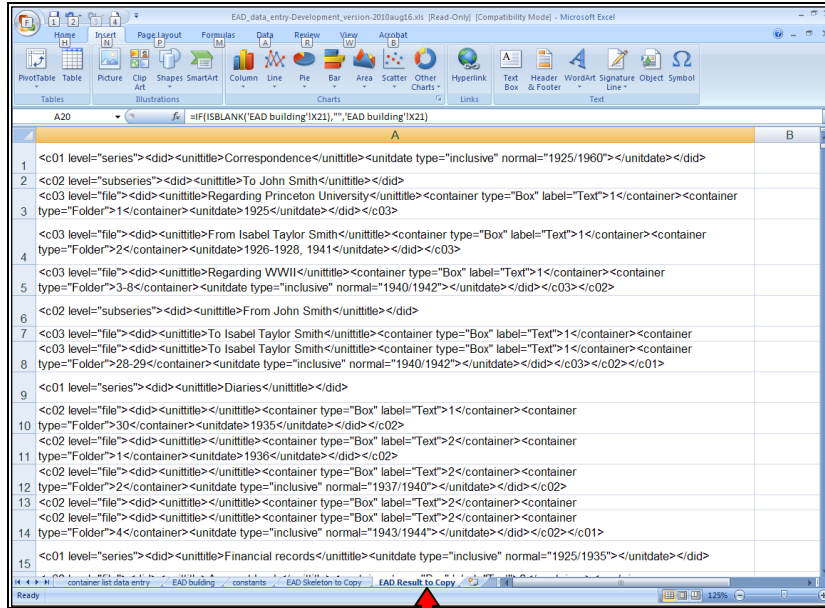 EAD_data_entry-Development_version-2010aug16.xls [Read-Only] [Compatibility Mode] - Microsoft Excel
F 1 2 3 4
Home Insert Page Layout Formulas Data Review View Acrobat
H N P M A R W B
PivotTable Table Picture Clip Art Shapes SmartArt Column Line Pie Bar Area Scatter Other Charts Hyperlink Text Box Header & Footer WordArt Signature Line Object Symbol
Tables Illustrations Charts Links Text
A20 fx =IF(ISBLANK('EAD building'!X21),"",'EAD building'!X21)
A B
1 <c01 level="series"><did><unittitle>Correspondence</unittitle><unitdate type="inclusive" normal="1925/1960"></unitdate></did>
2 <c02 level="subseries"><did><unittitle>To John Smith</unittitle></did>
<c03 level="file"><did><unittitle>Regarding Princeton University</unittitle><container type="Box" label="Text">1</container><container
3 type="Folder">1</container><unitdate>1925</unitdate></did></c03>
<c03 level="file"><did><unittitle>From Isabel Taylor Smith</unittitle><container type="Box" label="Text">1</container><container
4 type="Folder">2</container><unitdate>1926-1928, 1941</unitdate></did></c03>
<c03 level="file"><did><unittitle>Regarding WWII</unittitle><container type="Box" label="Text">1</container><container
5 type="Folder">3-8</container><unitdate type="inclusive" normal="1940/1942"></unitdate></did></c03></c02>
6 <c02 level="subseries"><did><unittitle>From John Smith</unittitle></did>
7 <c03 level="file"><did><unittitle>To Isabel Taylor Smith</unittitle><container type="Box" label="Text">1</container><container
<c03 level="file"><did><unittitle>To Isabel Taylor Smith</unittitle><container type="Box" label="Text">1</container><container
8 type="Folder">28-29</container><unitdate type="inclusive" normal="1940/1942"></unitdate></did></c03></c02></c01>
9 <c01 level="series"><did><unittitle>Diaries</unittitle></did>
<c02 level="file"><did><unittitle></unittitle><container type="Box" label="Text">1</container><container
10 type="Folder">30</container><unitdate>1935</unitdate></did></c02>
<c02 level="file"><did><unittitle></unittitle><container type="Box" label="Text">2</container><container
11 type="Folder">1</container><unitdate>1936</unitdate></did></c02>
<c02 level="file"><did><unittitle></unittitle><container type="Box" label="Text">2</container><container
12 type="Folder">2</container><unitdate type="inclusive" normal="1937/1940"></unitdate></did></c02>
13 <c02 level="file"><did><unittitle></unittitle><container type="Box" label="Text">2</container><container
<c02 level="file"><did><unittitle></unittitle><container type="Box" label="Text">2</container><container
14 type="Folder">4</container><unitdate type="inclusive" normal="1943/1944"></unitdate></did></c02></c01>
15 <c01 level="series"><did><unittitle>Financial records</unittitle><unitdate type="inclusive" normal="1925/1935"></unitdate></did>
container list data entry EAD building constants EAD Skeleton to Copy EAD Result to Copy
Ready 125%